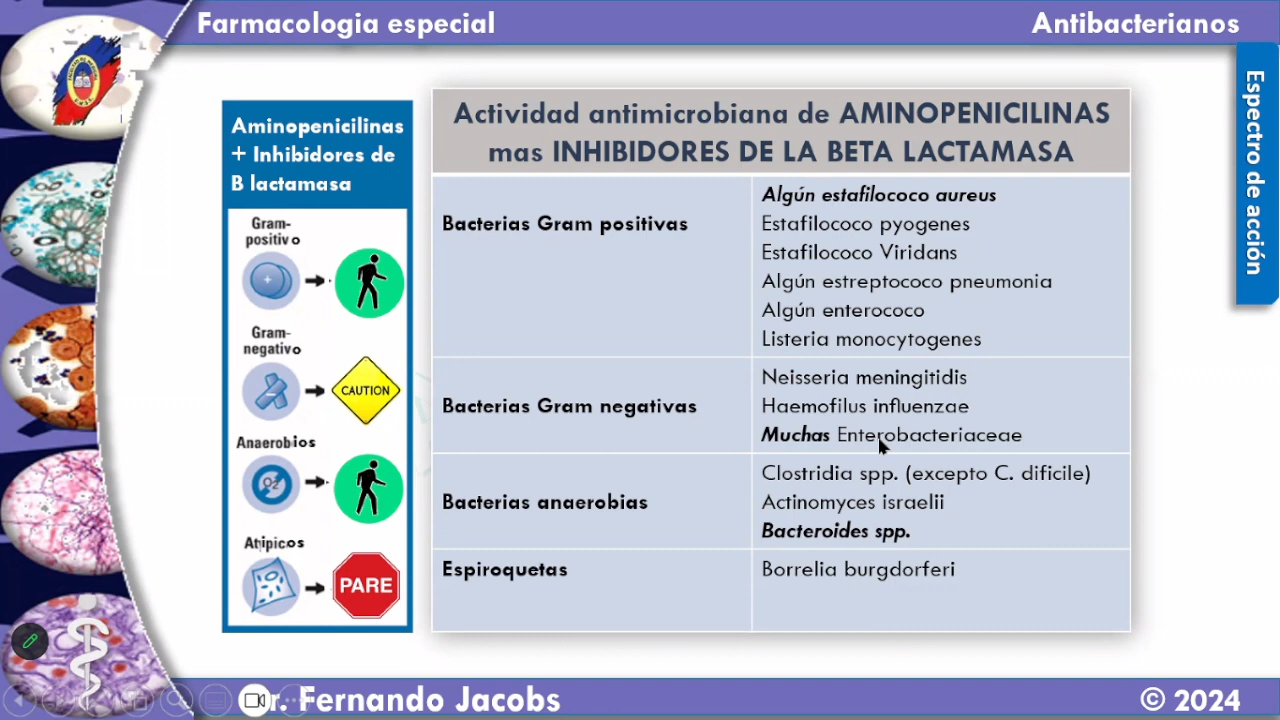 Farmacologia especial
Antibacterianos
Espectro de acción
Aminopenicilinas
+ Inhibidores de
B lactamasa
Gram-
positivo
+
Gram-
negativo
CAUTION
Anaerobios
O2
Atipicos
PARE
Actividad antimicrobiana de AMINOPENICILINAS
mas INHIBIDORES DE LA BETA LACTAMASA
Bacterias Gram positivas
Algún estafilococo aureus
Estafilococo pyogenes
Estafilococo Viridans
Algún estreptococo pneumonia
Algún enterococo
Listeria monocytogenes
Bacterias Gram negativas
Neisseria meningitidis
Haemofilus influenzae
Muchas Enterobacteriaceae
Bacterias anaerobias
Clostridia spp. (excepto C. dificile)
Actinomyces israelii
Bacteroides spp.
Espiroquetas
Borrelia burgdorferi
r. Fernando Jacobs
© 2024